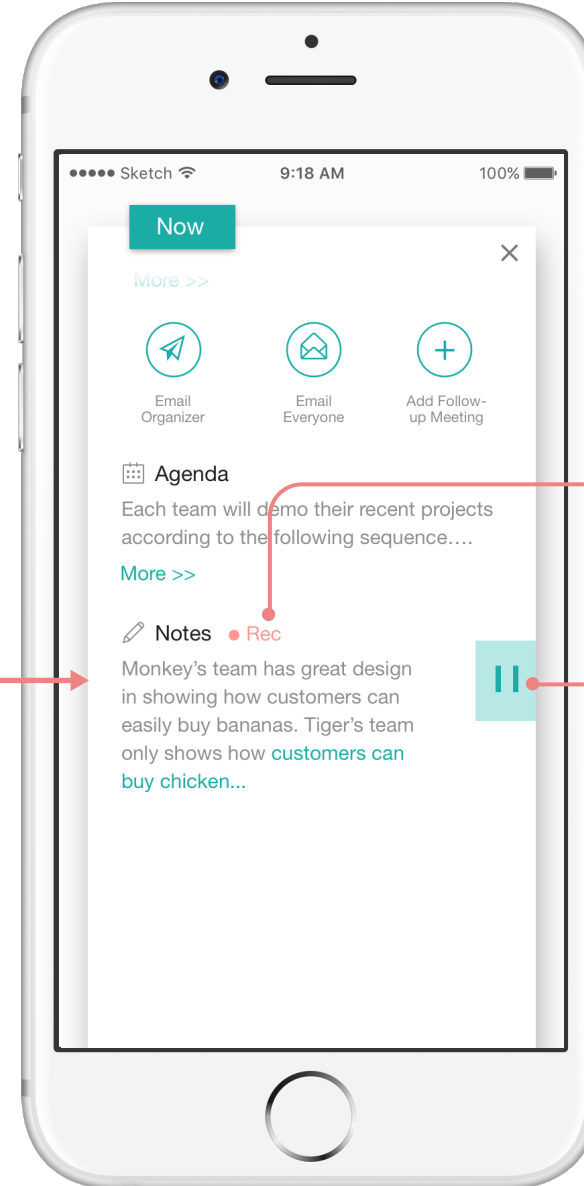 Sketch 9:18 AM 100%
Now
More >>
Email Email Add Follow-
Organizer Everyone up Meeting
Agenda
Each team will demo their recent projects
according to the following sequence....
More >>
Notes Rec
Monkey's team has great design
in showing how customers can
easily buy bananas. Tiger's team
only shows how customers can
buy chicken...